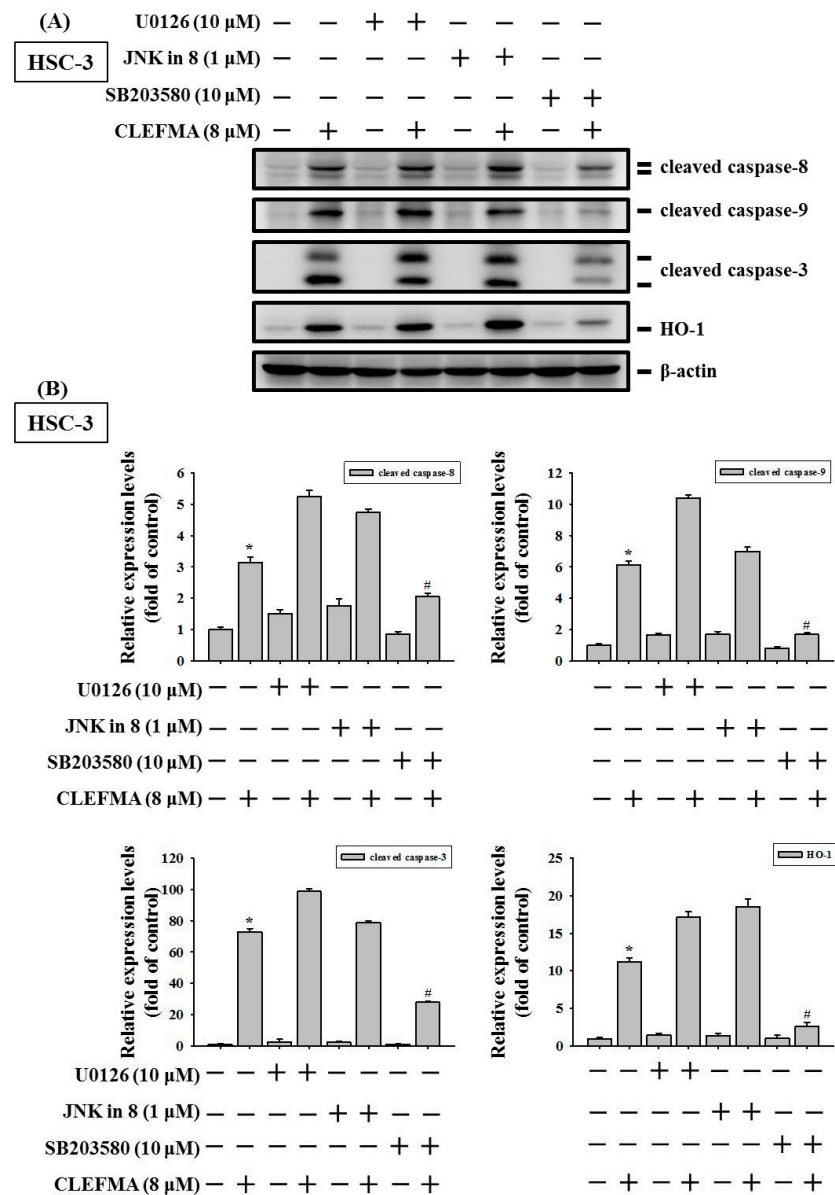 (A)
HSC-3
U0126 (10 μM) − − + + − − − −
JNK in 8 (1 μM) − − − − + + − −
SB203580 (10 μM) − − − − − − + +
CLEFMA (8 μM) − + − + − + − +
cleaved caspase-8
cleaved caspase-9
cleaved caspase-3
HO-1
β-actin
(B)
HSC-3
Relative expression levels
(fold of control)
6
5
4
3
2
1
0
cleaved caspase-8
*
#
Relative expression levels
(fold of control)
12
10
8
6
4
2
0
cleaved caspase-9
*
#
U0126 (10 μM) − − + + − − − − − − + + − − − −
JNK in 8 (1 μM) − − − − + + − − − − − − + + − −
SB203580 (10 μM) − − − − − − + + − − − − − − + +
CLEFMA (8 μM) − + − + − + − + − + − + − + − +
Relative expression levels
(fold of control)
120
100
80
60
40
20
0
cleaved caspase-3
*
#
Relative expression levels
(fold of control)
25
20
15
10
5
0
HO-1
*
#
U0126 (10 μM) − − + + − − − − − − + + − − − −
JNK in 8 (1 μM) − − − − + + − − − − − − + + − −
SB203580 (10 μM) − − − − − − + + − − − − − − + +
CLEFMA (8 μM) − + − + − + − + − + − + − + − +